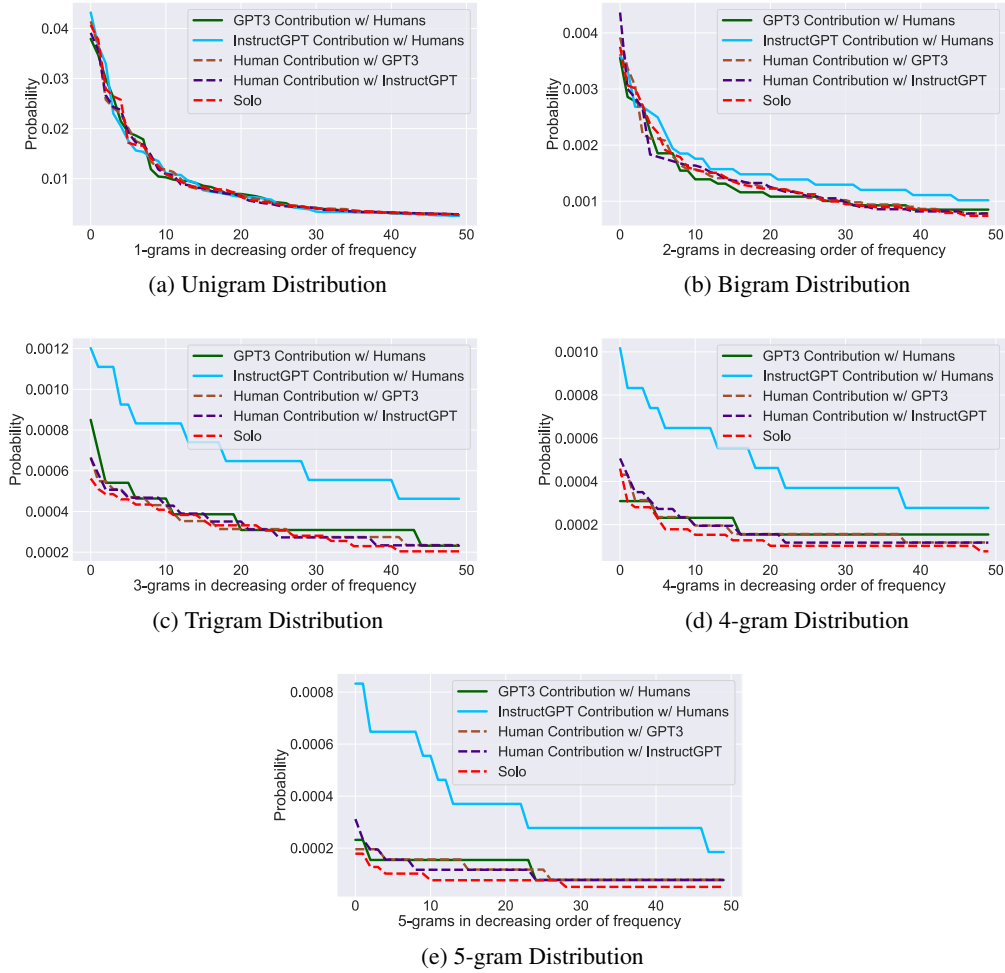 0.04
0.03
0.02
0.01
Probability
GPT3 Contribution w/ Humans
InstructGPT Contribution w/ Humans
Human Contribution w/ GPT3
Human Contribution w/ InstructGPT
Solo
0 10 20 30 40 50
1-grams in decreasing order of frequency
(a) Unigram Distribution
0.004
0.003
0.002
0.001
Probability
GPT3 Contribution w/ Humans
InstructGPT Contribution w/ Humans
Human Contribution w/ GPT3
Human Contribution w/ InstructGPT
Solo
0 10 20 30 40 50
2-grams in decreasing order of frequency
(b) Bigram Distribution
0.0012
0.0010
0.0008
0.0006
0.0004
0.0002
Probability
GPT3 Contribution w/ Humans
InstructGPT Contribution w/ Humans
Human Contribution w/ GPT3
Human Contribution w/ InstructGPT
Solo
0 10 20 30 40 50
3-grams in decreasing order of frequency
(c) Trigram Distribution
0.0010
0.0008
0.0006
0.0004
0.0002
Probability
GPT3 Contribution w/ Humans
InstructGPT Contribution w/ Humans
Human Contribution w/ GPT3
Human Contribution w/ InstructGPT
Solo
0 10 20 30 40 50
4-grams in decreasing order of frequency
(d) 4-gram Distribution
0.0008
0.0006
0.0004
0.0002
Probability
GPT3 Contribution w/ Humans
InstructGPT Contribution w/ Humans
Human Contribution w/ GPT3
Human Contribution w/ InstructGPT
Solo
0 10 20 30 40 50
5-grams in decreasing order of frequency
(e) 5-gram Distribution